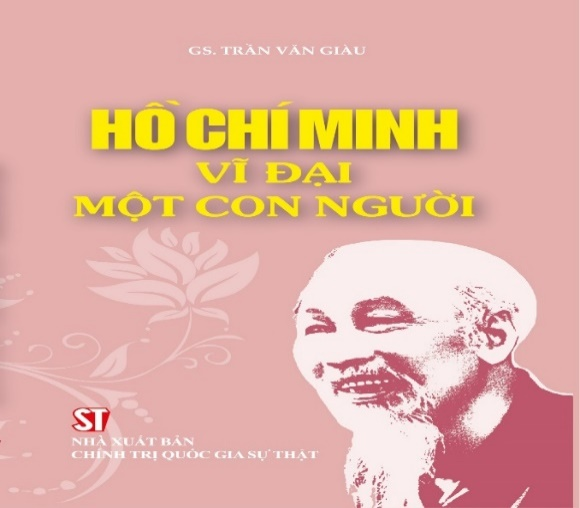 GS. TRẦN VĂN GIÀU
HỒ CHÍ MINH
VĨ ĐẠI
MỘT CON NGƯỜI
ST
NHÀ XUẤT BẢN
CHÍNH TRỊ QUỐC GIA SỰ THẬT